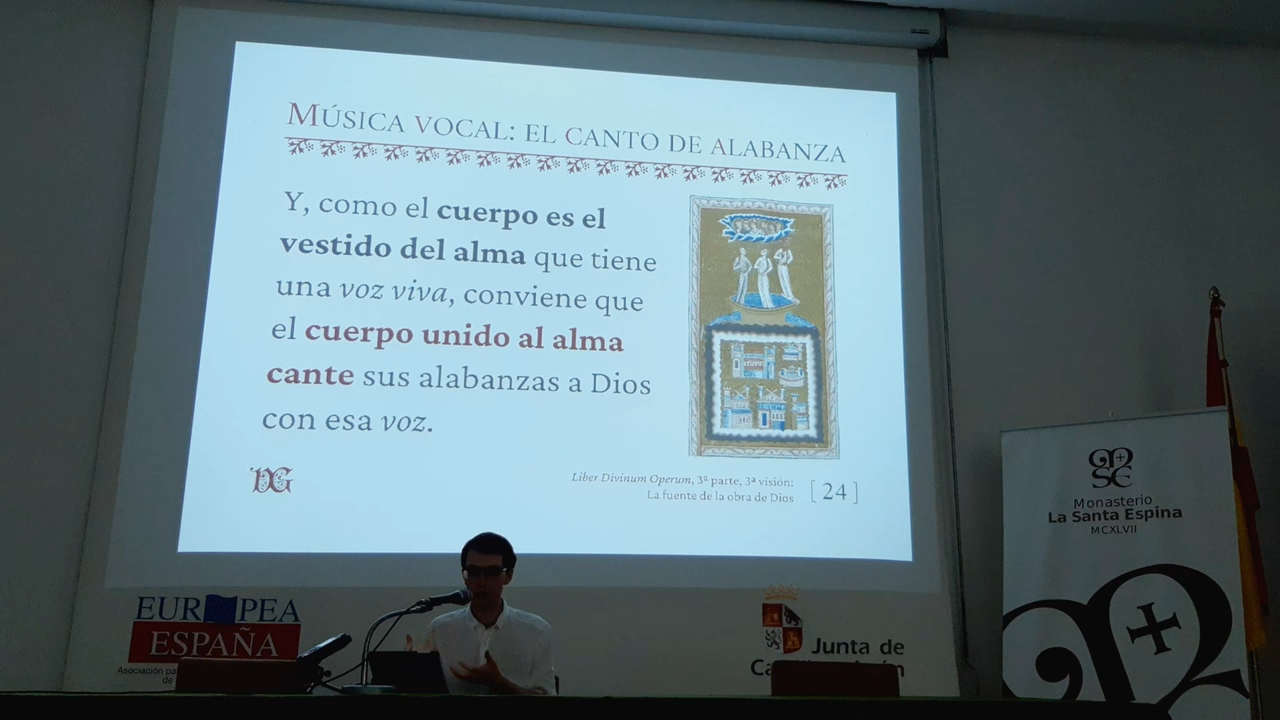 MÚSICA VOCAL: EL CANTO DE ALABANZA
Y, como el cuerpo es el
vestido del alma que tiene
una voz viva, conviene que
el cuerpo unido al alma
cante sus alabanzas a Dios
con esa voz.
Liber Divinum Operum, 3ª parte, 3ª visión:
La fuente de la obra de Dios
[24]
EUROPEA
ESPAÑA
Asociación
de
Junta de
Monasterio
La Santa Espina
MCXLVII